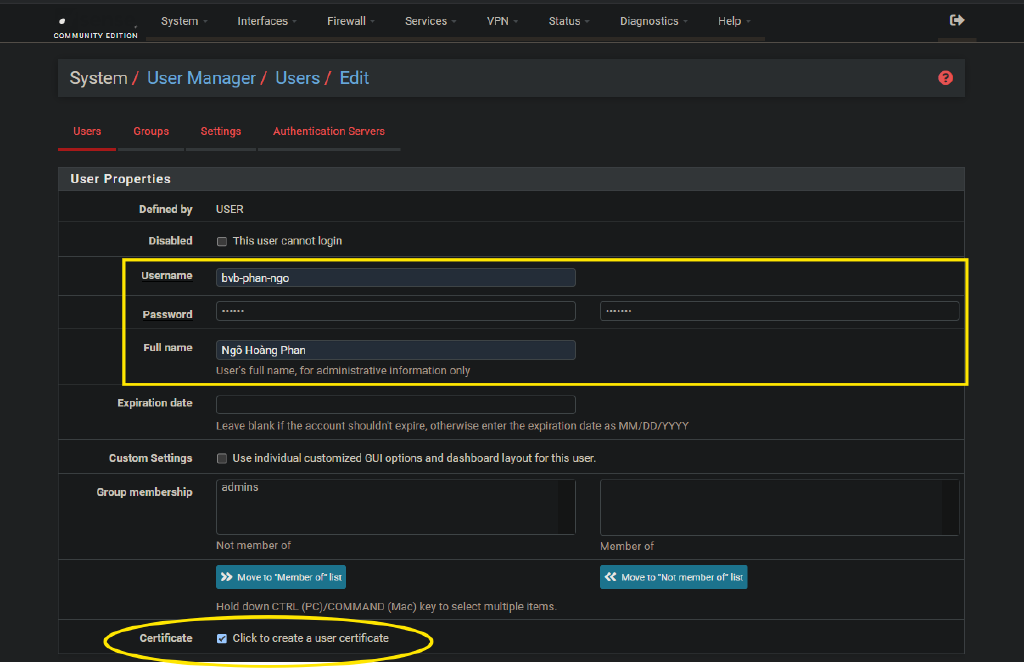 System Interfaces Firewall Services VPN Status Diagnostics Help
COMMUNITY EDITION
System / User Manager / Users / Edit
Users Groups Settings Authentication Servers
User Properties
Defined by USER
Disabled This user cannot login
Username bvb-phan-ngo
Password
Full name Ngô Hoàng Phan
User's full name, for administrative information only
Expiration date
Leave blank if the account shouldn't expire, otherwise enter the expiration date as MM/DD/YYYY
Custom Settings Use individual customized GUI options and dashboard layout for this user.
Group membership admins
Not member of Member of
Move to "Member of" list Move to "Not member of" list
Hold down CTRL (PC)/COMMAND (Mac) key to select multiple items.
Certificate Click to create a user certificate